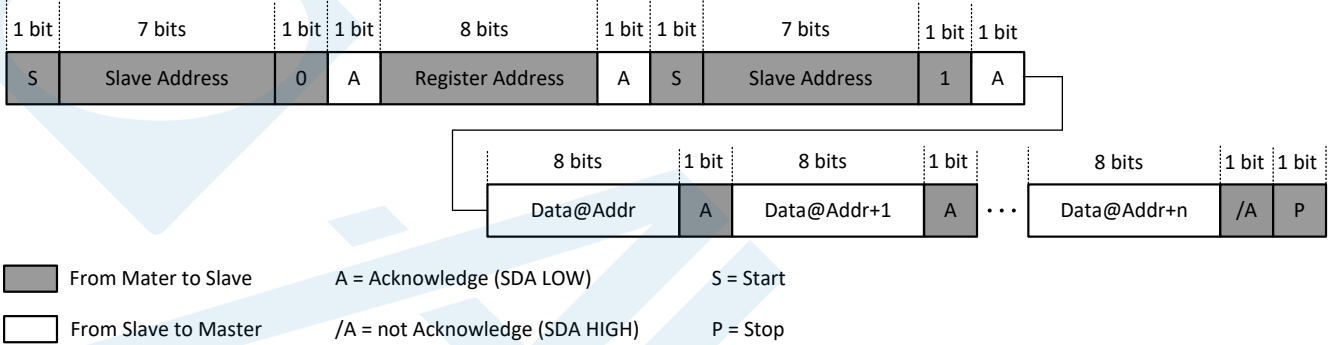 1 bit 7 bits 1 bit 1 bit 8 bits 1 bit 1 bit 7 bits 1 bit 1 bit
S Slave Address 0 A Register Address A S Slave Address 1 A
8 bits 1 bit 8 bits 1 bit 8 bits 1 bit 1 bit
Data@Addr A Data@Addr+1 A ··· Data@Addr+n /A P
From Mater to Slave A = Acknowledge (SDA LOW) S = Start
From Slave to Master /A = not Acknowledge (SDA HIGH) P = Stop